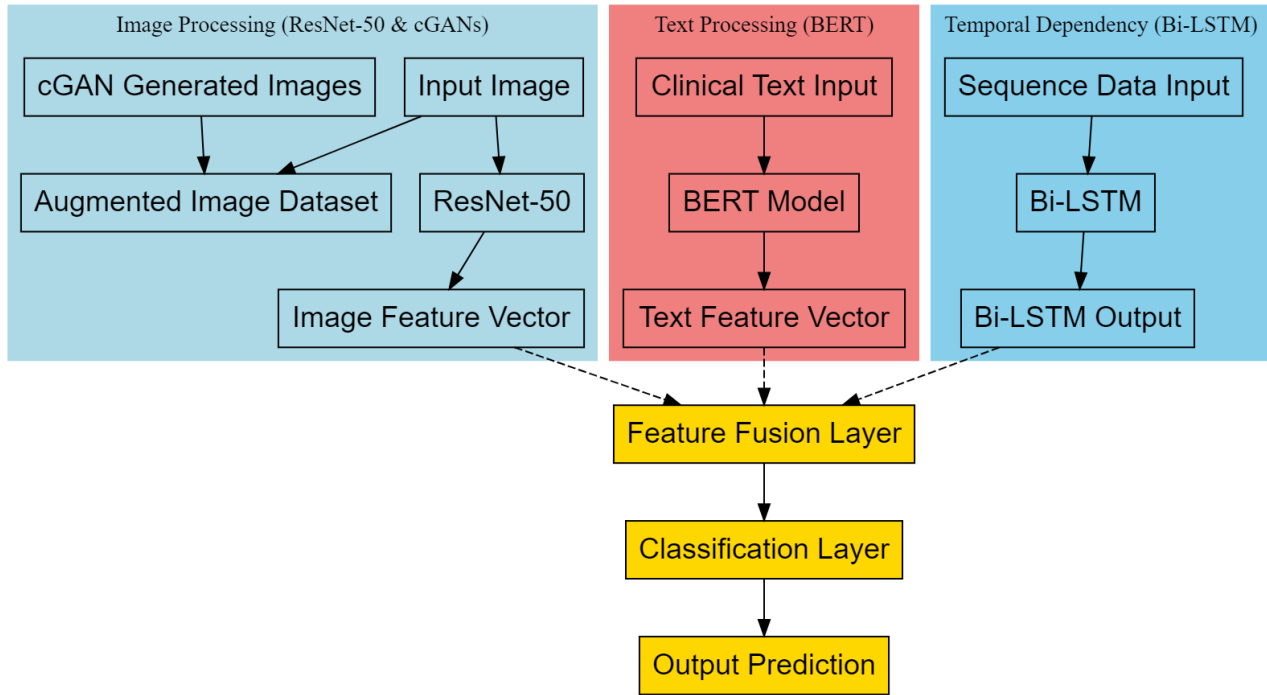 Image Processing (ResNet-50 & cGANs)
cGAN Generated Images
Input Image
Augmented Image Dataset
ResNet-50
Image Feature Vector
Text Processing (BERT)
Clinical Text Input
BERT Model
Text Feature Vector
Temporal Dependency (Bi-LSTM)
Sequence Data Input
Bi-LSTM
Bi-LSTM Output
Feature Fusion Layer
Classification Layer
Output Prediction